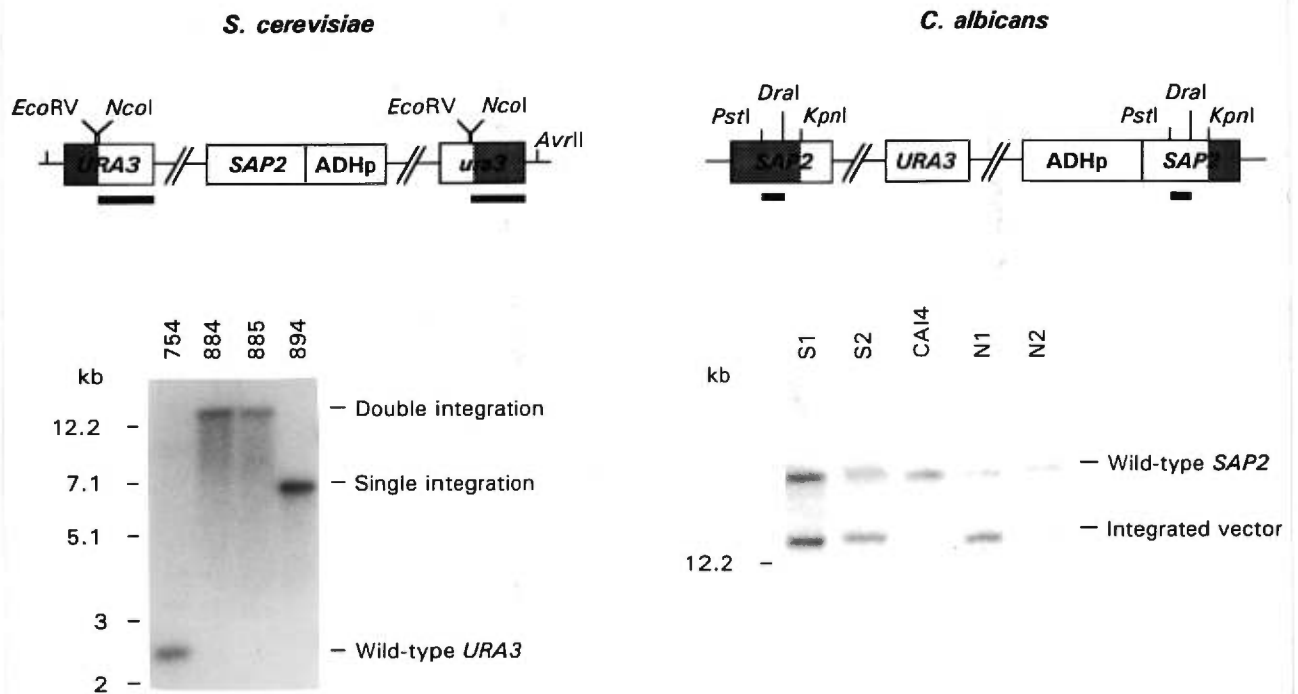 S. cerevisiae
C. albicans
EcoRV NcoI
EcoRV NcoI
AvrII
URA3
SAP2 ADHp
ura3
DraI
PstI KpnI
DraI
PstI KpnI
SAP2
URA3
ADHp SAP2
754 884 885 894
kb
12.2
7.1
5.1
3
2
Double integration
Single integration
Wild-type URA3
S1 S2 CAI4 N1 N2
kb
12.2
Wild-type SAP2
Integrated vector